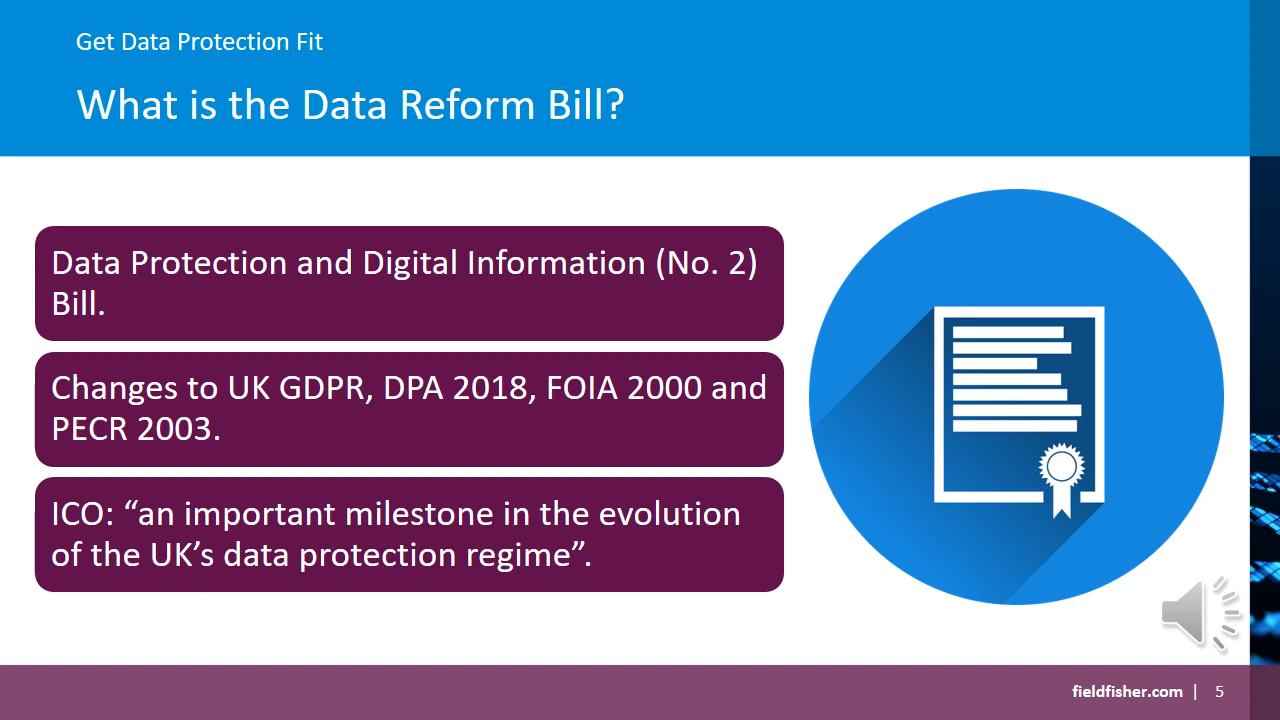 Get Data Protection Fit
What is the Data Reform Bill?
Data Protection and Digital Information (No. 2)
Bill.
Changes to UK GDPR, DPA 2018, FOIA 2000 and
PECR 2003.
ICO: “an important milestone in the evolution
of the UK’s data protection regime”.
fieldfisher.com | 5